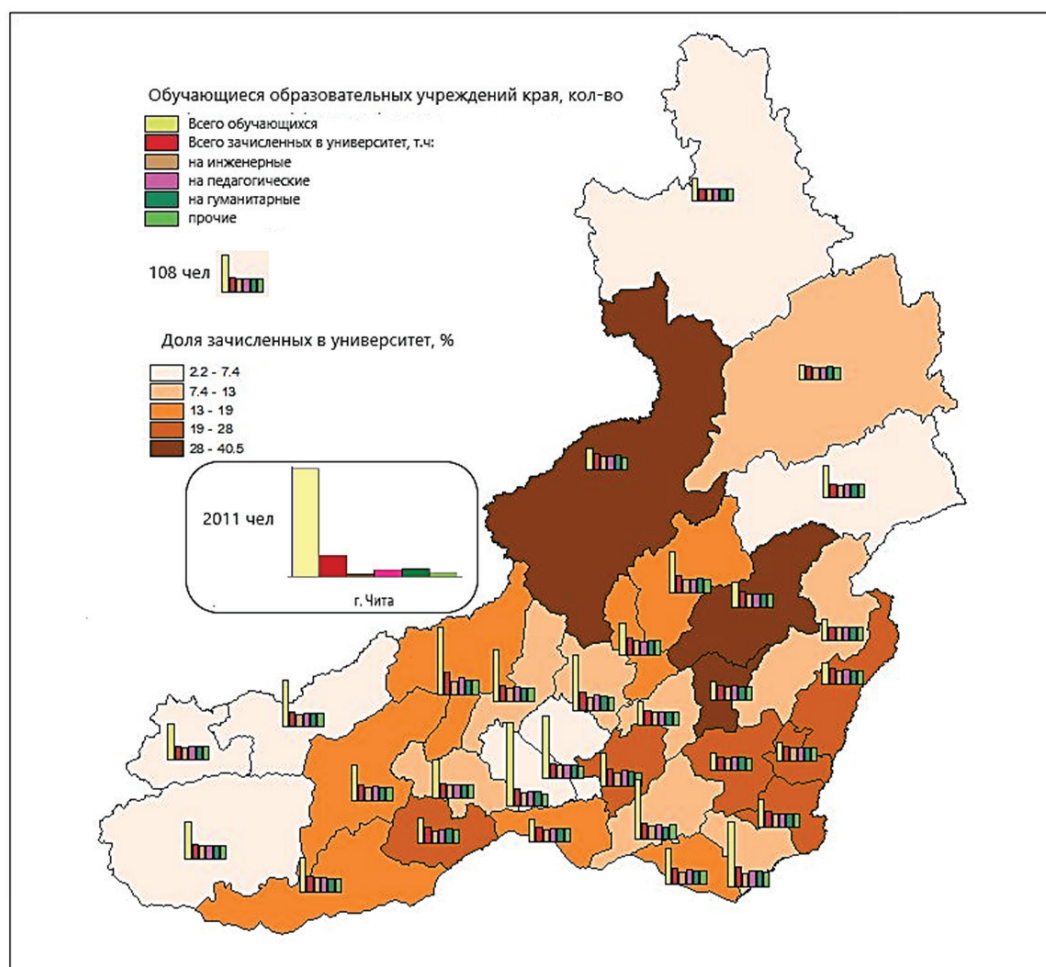 Обучающиеся образовательных учреждений края, кол-во
Всего обучающихся
Всего зачисленных в университет, т.ч:
на инженерные
на педагогические
на гуманитарные
прочие
108 чел
Доля зачисленных в университет, %
2.2 - 7.4
7.4 - 13
13 - 19
19 - 28
28 - 40.5
2011 чел
г. Чита